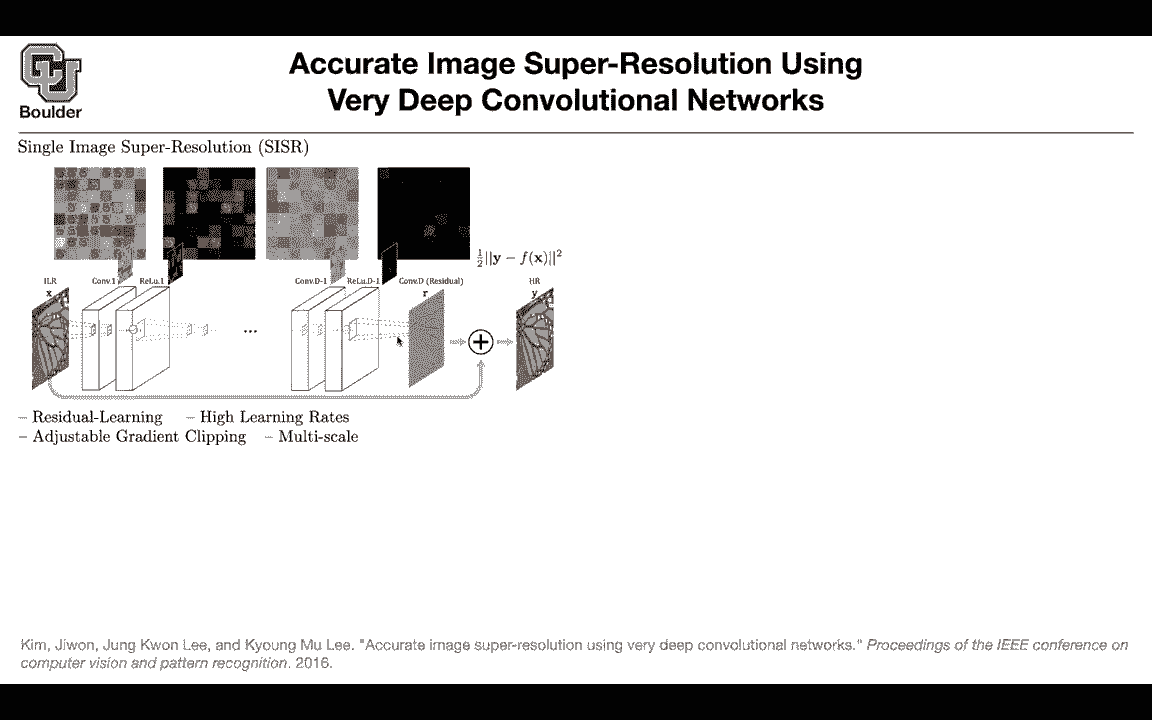 Boulder
Accurate Image Super-Resolution Using
Very Deep Convolutional Networks
Single Image Super-Resolution (SISR)
½||y − f(x)||²
ILR
x
Conv.1
ReLu.1
...
Conv.D-1
ReLu.D-1
Conv.D (Residual)
r
HR
y
– Residual-Learning – High Learning Rates
– Adjustable Gradient Clipping – Multi-scale
Kim, Jiwon, Jung Kwon Lee, and Kyoung Mu Lee. "Accurate image super-resolution using very deep convolutional networks." Proceedings of the IEEE conference on
computer vision and pattern recognition. 2016.